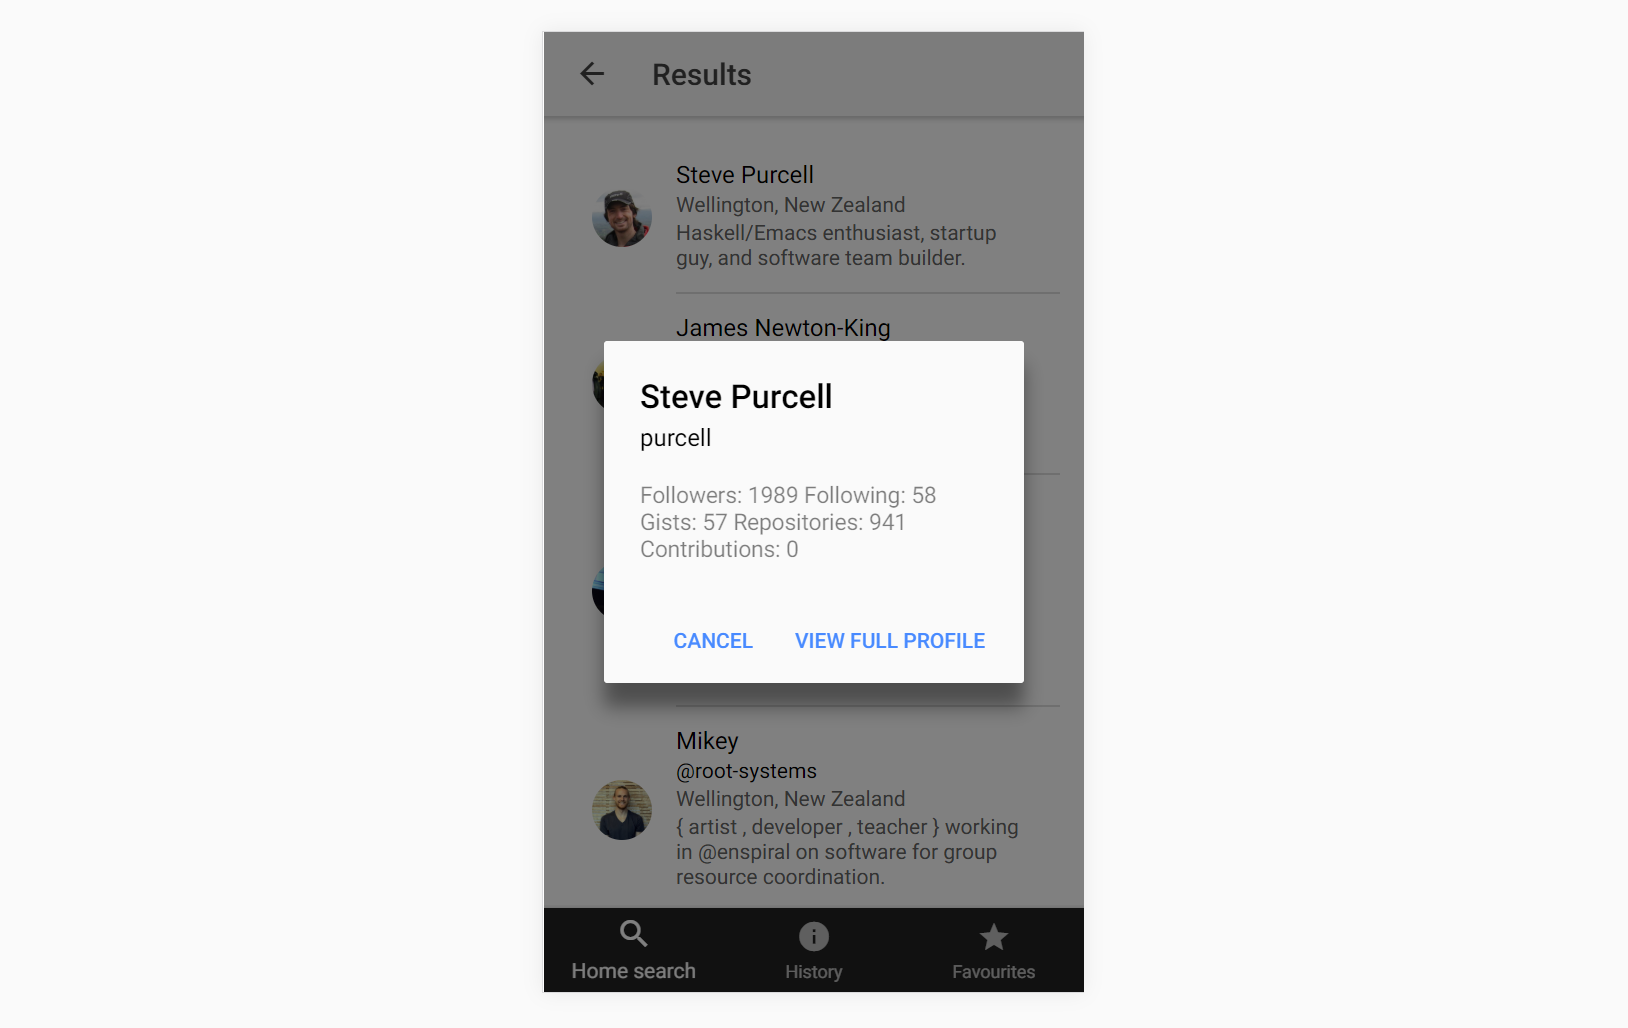 Results
Steve Purcell
Wellington, New Zealand
Haskell/Emacs enthusiast, startup
guy, and software team builder.
James Newton-King
Steve Purcell
purcell
Followers: 1989 Following: 58
Gists: 57 Repositories: 941
Contributions: 0
CANCEL VIEW FULL PROFILE
Mikey
@root-systems
Wellington, New Zealand
{ artist , developer , teacher } working
in @enspiral on software for group
resource coordination.
Home search History Favourites